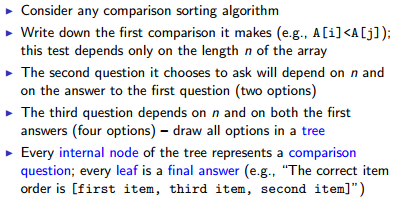 ▶ Consider any comparison sorting algorithm
▶ Write down the first comparison it makes (e.g., A[i]<A[j]);
this test depends only on the length n of the array
▶ The second question it chooses to ask will depend on n and
on the answer to the first question (two options)
▶ The third question depends on n and on both the first
answers (four options) – draw all options in a tree
▶ Every internal node of the tree represents a comparison
question; every leaf is a final answer (e.g., “The correct item
order is [first item, third item, second item]”)